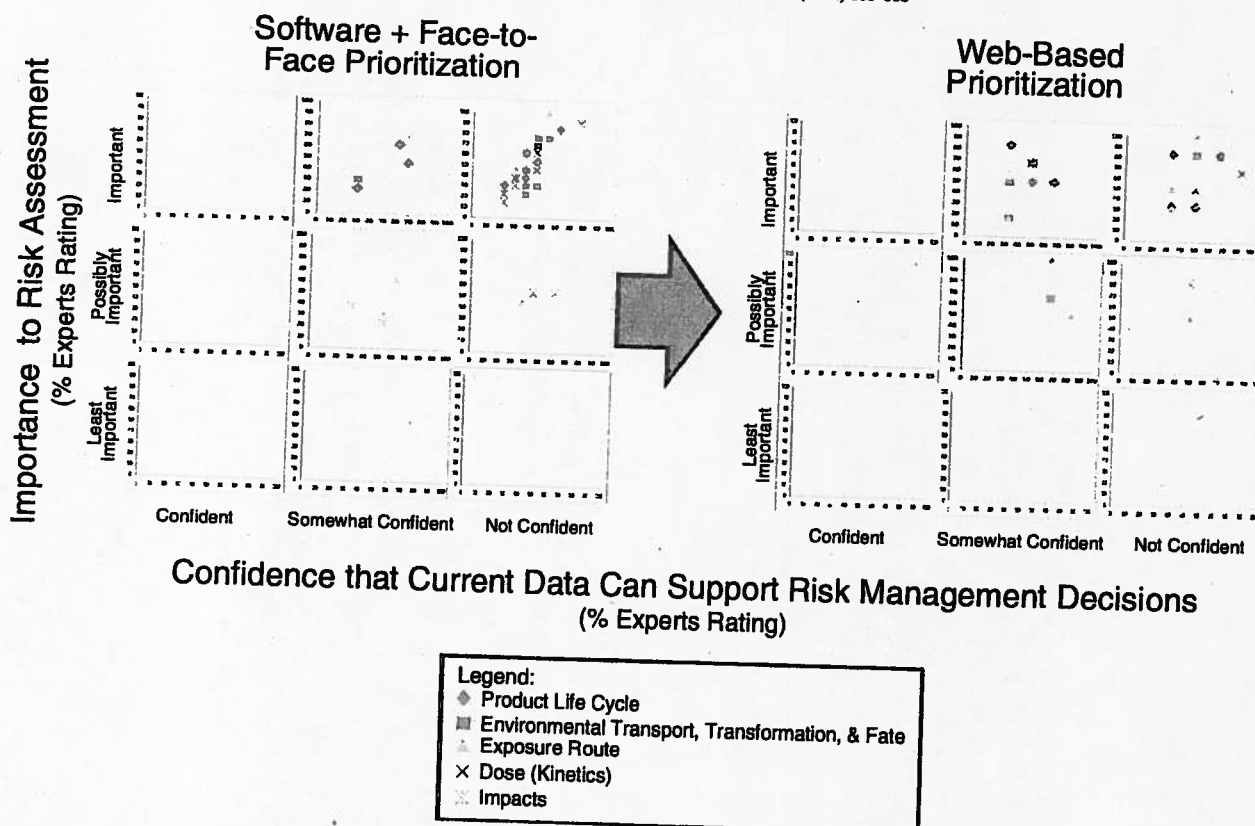 Software + Face-to-
Face Prioritization
Web-Based
Prioritization
Importance to Risk Assessment
(% Experts Rating)
Important
Possibly
Important
Least
Important
Important
Possibly
Important
Least
Important
Confident
Somewhat Confident
Not Confident
Confident
Somewhat Confident
Not Confident
Confidence that Current Data Can Support Risk Management Decisions
(% Experts Rating)
Legend:
Product Life Cycle
Environmental Transport, Transformation, & Fate
Exposure Route
Dose (Kinetics)
Impacts